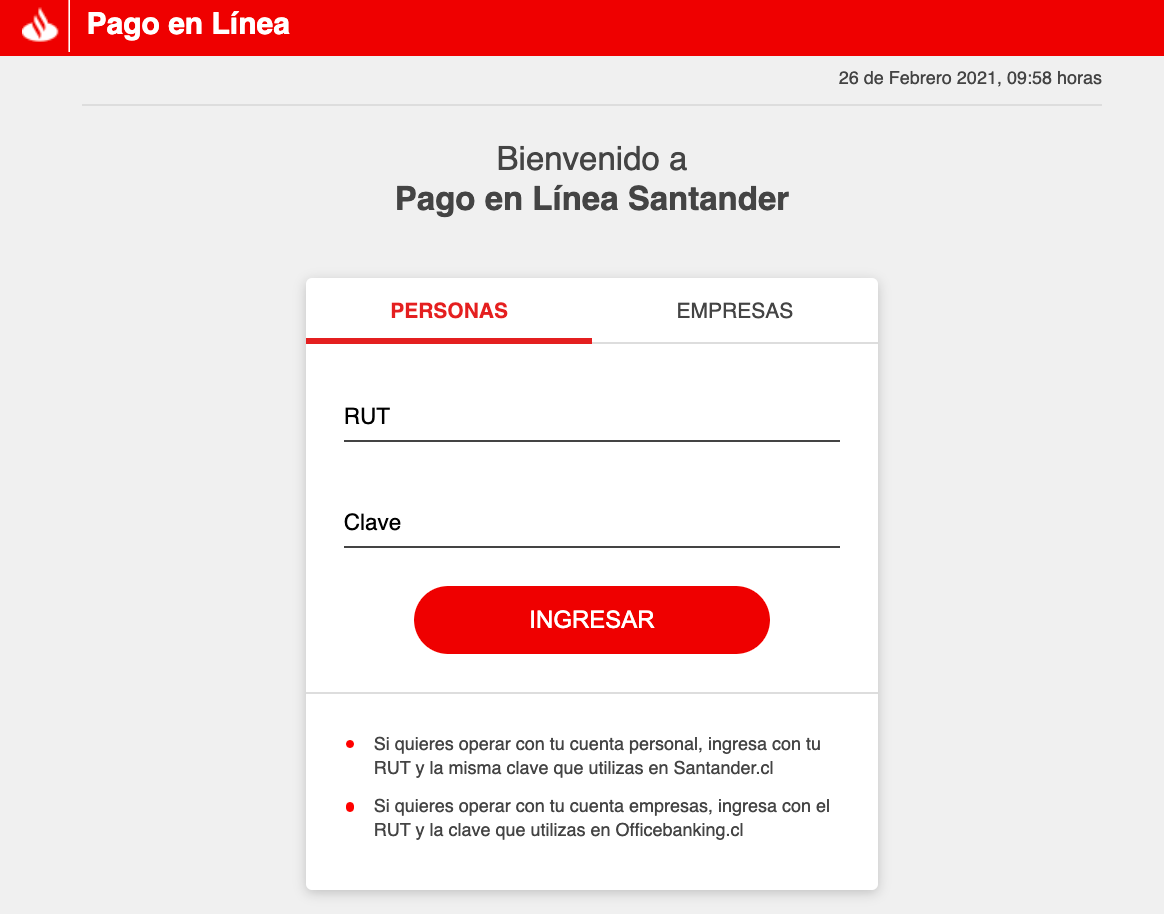 Pago en Línea
26 de Febrero 2021, 09:58 horas
Bienvenido a
Pago en Línea Santander
PERSONAS
EMPRESAS
RUT
Clave
INGRESAR
Si quieres operar con tu cuenta personal, ingresa con tu
RUT y la misma clave que utilizas en Santander.cl
Si quieres operar con tu cuenta empresas, ingresa con el
RUT y la clave que utilizas en Officebanking.cl